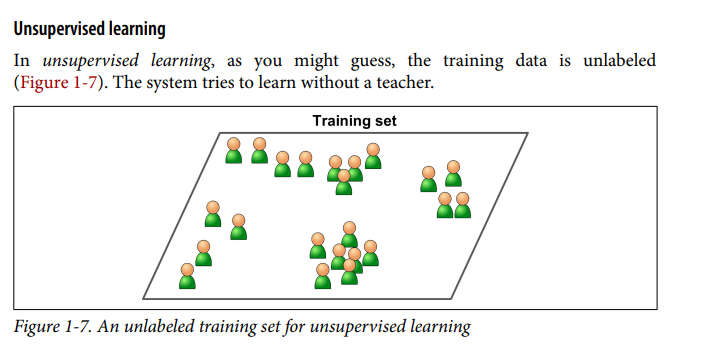 Unsupervised learning
In unsupervised learning, as you might guess, the training data is unlabeled
(Figure 1-7). The system tries to learn without a teacher.
Training set
Figure 1-7. An unlabeled training set for unsupervised learning